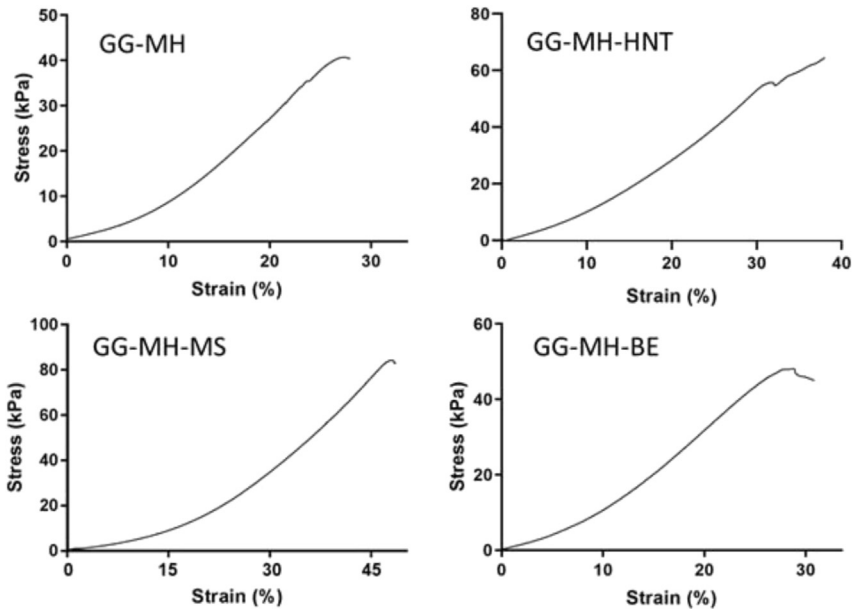 GG-MH
Stress (kPa)
50
40
30
20
10
0
0 10 20 30
Strain (%)
GG-MH-HNT
80
60
40
20
0
0 10 20 30 40
Strain (%)
GG-MH-MS
Stress (kPa)
100
80
60
40
20
0
0 15 30 45
Strain (%)
GG-MH-BE
Stress (kPa)
60
40
20
0
0 10 20 30
Strain (%)